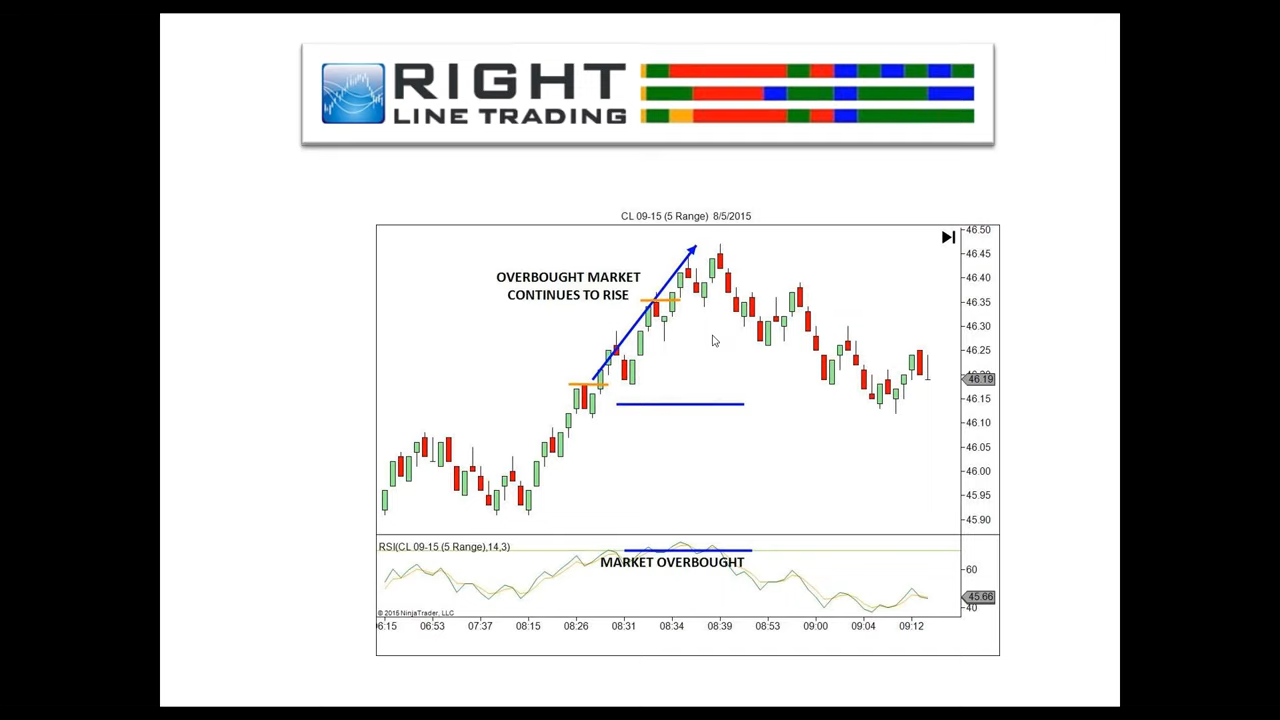 RIGHT
LINE TRADING
CL 09-15 (5 Range) 8/5/2015
OVERBOUGHT MARKET
CONTINUES TO RISE
46.50
46.45
46.40
46.35
46.30
46.25
46.19
46.15
46.10
46.05
46.00
45.95
45.90
RSI(CL 09-15 (5 Range),14,3)
MARKET OVERBOUGHT
60
45.66
40
© 2015 NinjaTrader, LLC
06:15 06:53 07:37 08:15 08:26 08:31 08:34 08:39 08:53 09:00 09:04 09:12